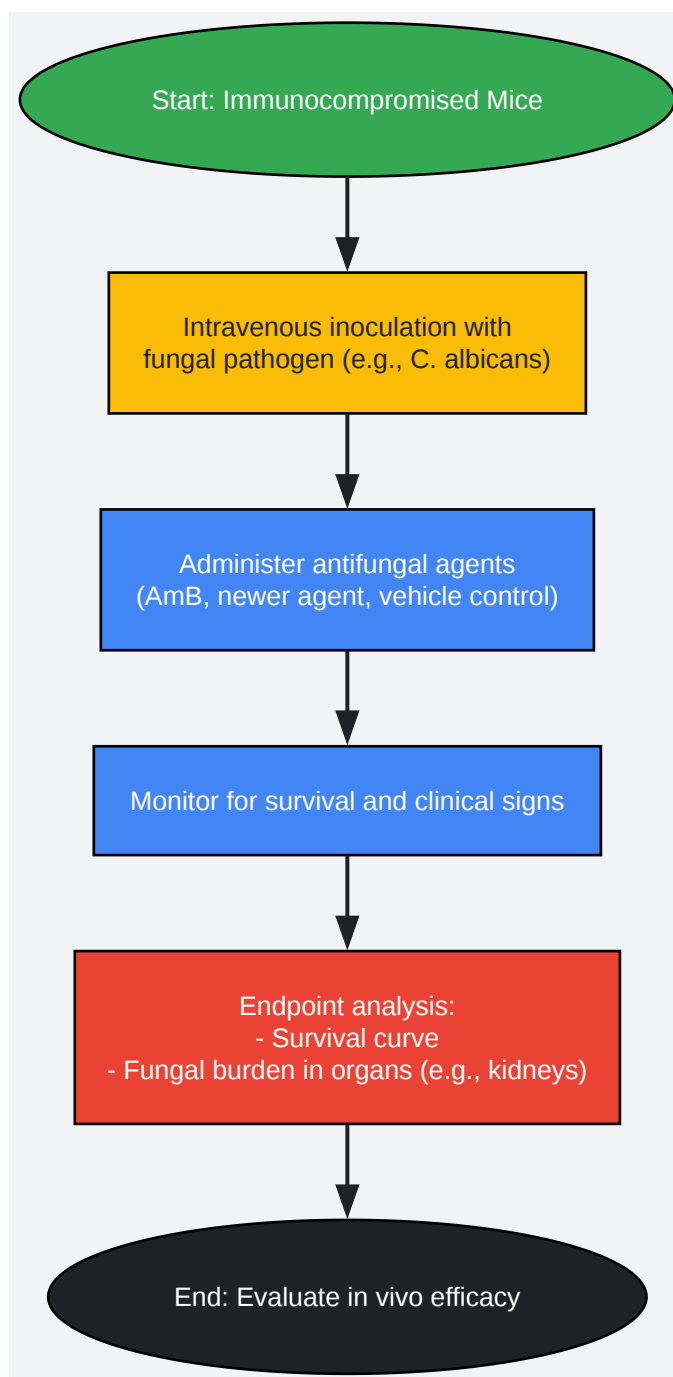 Start: Immunocompromised Mice
Intravenous inoculation with
fungal pathogen (e.g., C. albicans)
Administer antifungal agents
(AmB, newer agent, vehicle control)
Monitor for survival and clinical signs
Endpoint analysis:
- Survival curve
- Fungal burden in organs (e.g., kidneys)
End: Evaluate in vivo efficacy